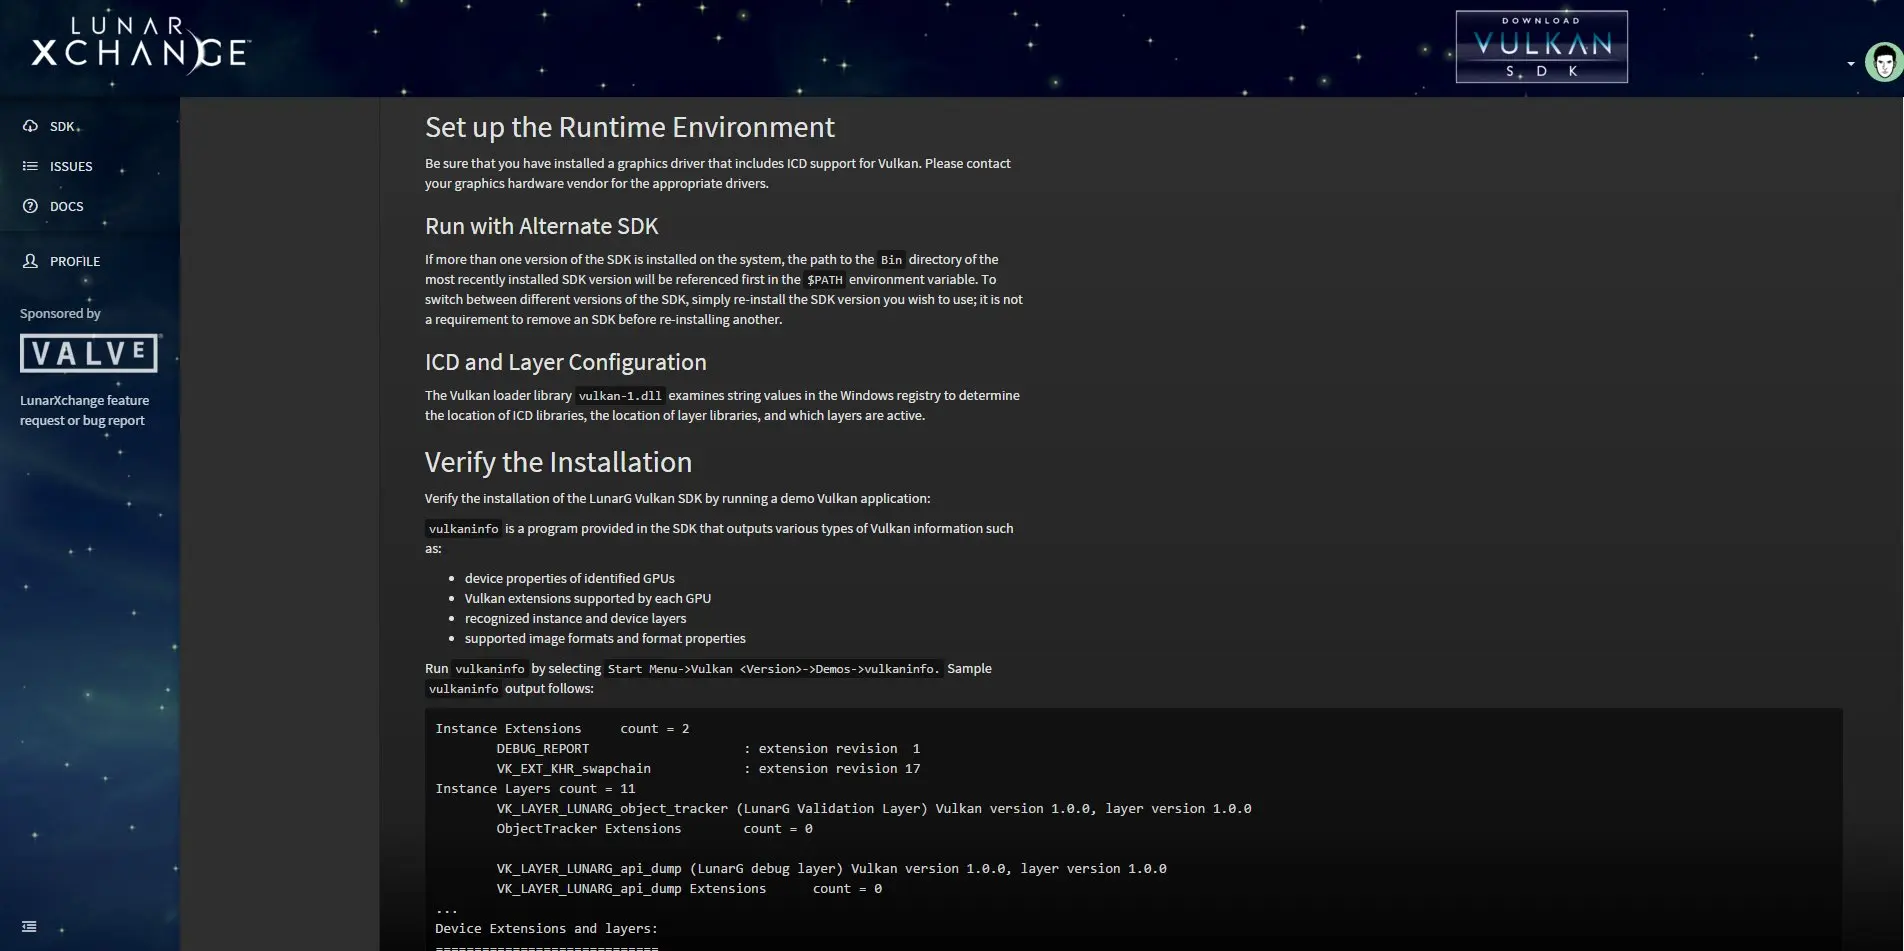 LUNAR
XCHANGE™
DOWNLOAD
VULKAN
SDK
SDK
ISSUES
DOCS
PROFILE
Sponsored by
VALVE
LunarXchange feature
request or bug report
Set up the Runtime Environment
Be sure that you have installed a graphics driver that includes ICD support for Vulkan. Please contact
your graphics hardware vendor for the appropriate drivers.
Run with Alternate SDK
If more than one version of the SDK is installed on the system, the path to the Bin directory of the
most recently installed SDK version will be referenced first in the $PATH environment variable. To
switch between different versions of the SDK, simply re-install the SDK version you wish to use; it is not
a requirement to remove an SDK before re-installing another.
ICD and Layer Configuration
The Vulkan loader library vulkan-1.dll examines string values in the Windows registry to determine
the location of ICD libraries, the location of layer libraries, and which layers are active.
Verify the Installation
Verify the installation of the LunarG Vulkan SDK by running a demo Vulkan application:
vulkaninfo is a program provided in the SDK that outputs various types of Vulkan information such
as:
• device properties of identified GPUs
• Vulkan extensions supported by each GPU
• recognized instance and device layers
• supported image formats and format properties
Run vulkaninfo by selecting Start Menu->Vulkan <Version>->Demos->vulkaninfo. Sample
vulkaninfo output follows:
Instance Extensions     count = 2
        DEBUG_REPORT                    : extension revision  1
        VK_EXT_KHR_swapchain            : extension revision 17
Instance Layers count = 11
        VK_LAYER_LUNARG_object_tracker (LunarG Validation Layer) Vulkan version 1.0.0, layer version 1.0.0
        ObjectTracker Extensions        count = 0
        VK_LAYER_LUNARG_api_dump (LunarG debug layer) Vulkan version 1.0.0, layer version 1.0.0
        VK_LAYER_LUNARG_api_dump Extensions      count = 0
...
Device Extensions and layers:
=============================